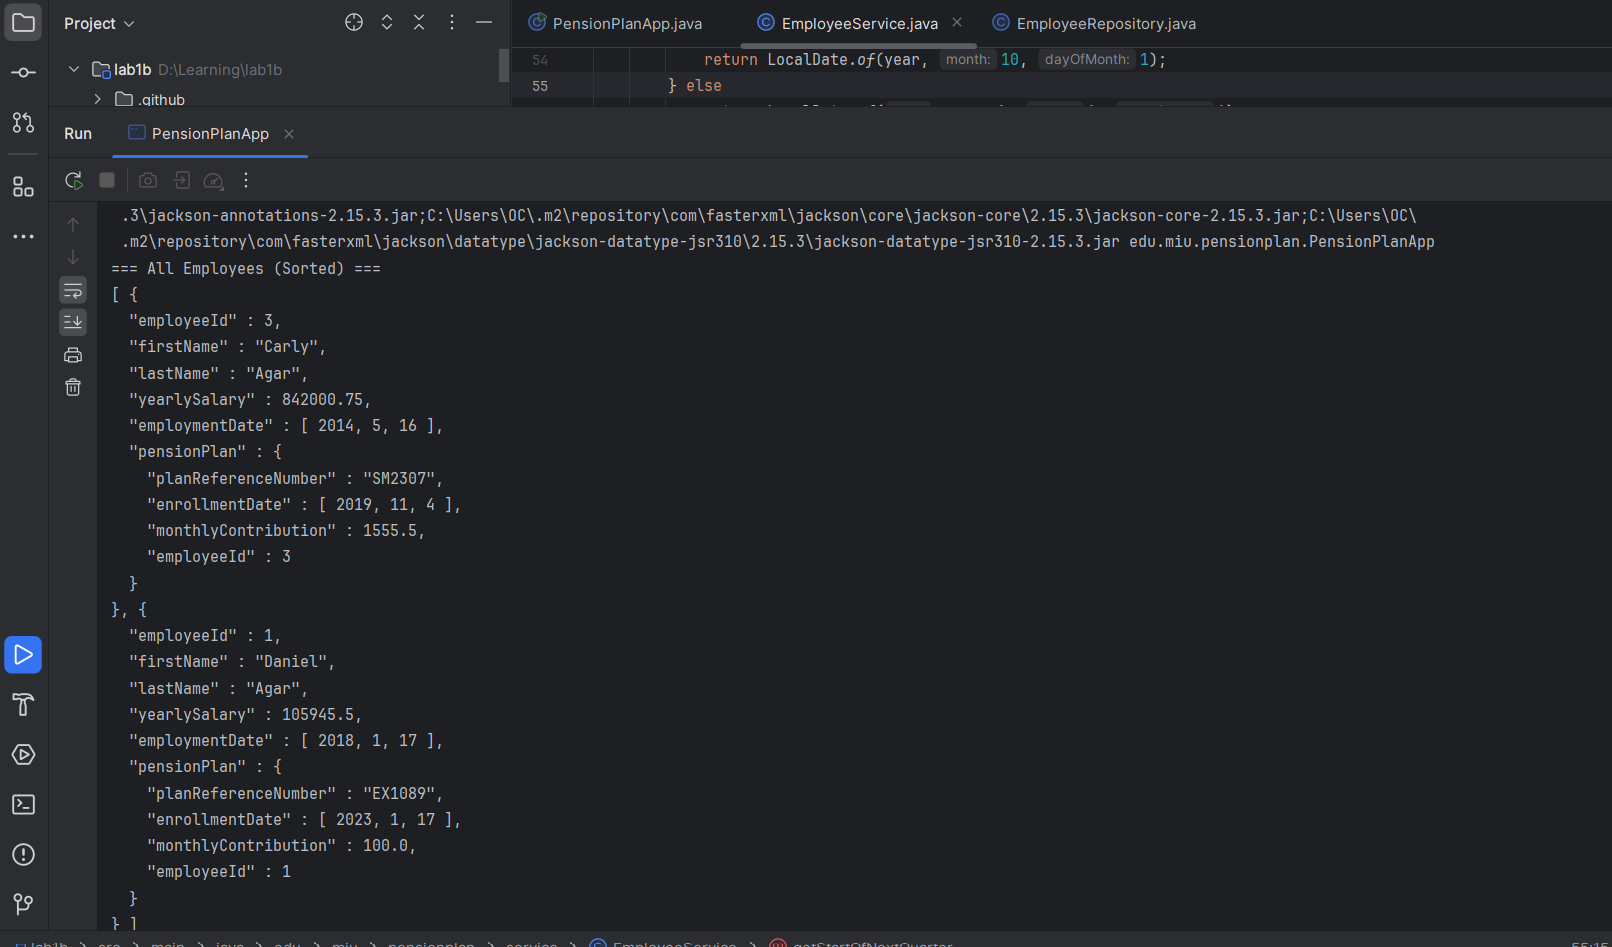 Project
PensionPlanApp.java
EmployeeService.java
EmployeeRepository.java
lab1b D:\Learning\lab1b
.github
54 return LocalDate.of(year, month: 10, dayOfMonth: 1);
55 } else
Run
PensionPlanApp
.3\jackson-annotations-2.15.3.jar;C:\Users\OC\.m2\repository\com\fasterxml\jackson\core\jackson-core\2.15.3\jackson-core-2.15.3.jar;C:\Users\OC\
.m2\repository\com\fasterxml\jackson\datatype\jackson-datatype-jsr310\2.15.3\jackson-datatype-jsr310-2.15.3.jar edu.miu.pensionplan.PensionPlanApp
=== All Employees (Sorted) ===
[ {
"employeeId" : 3,
"firstName" : "Carly",
"lastName" : "Agar",
"yearlySalary" : 842000.75,
"employmentDate" : [ 2014, 5, 16 ],
"pensionPlan" : {
"planReferenceNumber" : "SM2307",
"enrollmentDate" : [ 2019, 11, 4 ],
"monthlyContribution" : 1555.5,
"employeeId" : 3
}
}, {
"employeeId" : 1,
"firstName" : "Daniel",
"lastName" : "Agar",
"yearlySalary" : 105945.5,
"employmentDate" : [ 2018, 1, 17 ],
"pensionPlan" : {
"planReferenceNumber" : "EX1089",
"enrollmentDate" : [ 2023, 1, 17 ],
"monthlyContribution" : 100.0,
"employeeId" : 1
}
} ]
lab1b > src > main > java > edu > miu > pensionplan > service > EmployeeService > getStartOfNextQuarter